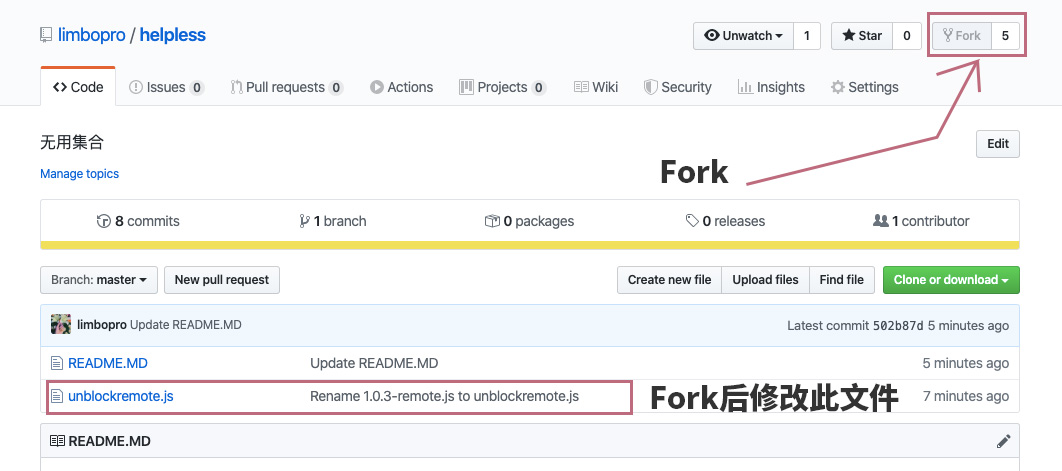 limbopro / helpless
Unwatch 1 Star 0 Fork 5
Code Issues 0 Pull requests 0 Actions Projects 0 Wiki Security Insights Settings
无用集合
Edit
Manage topics
Fork
8 commits 1 branch 0 packages 0 releases 1 contributor
Branch: master New pull request Create new file Upload files Find file Clone or download
limbopro Update README.MD Latest commit 502b87d 5 minutes ago
README.MD Update README.MD 5 minutes ago
unblockremote.js Rename 1.0.3-remote.js to unblockremote.js Fork后修改此文件 7 minutes ago
README.MD